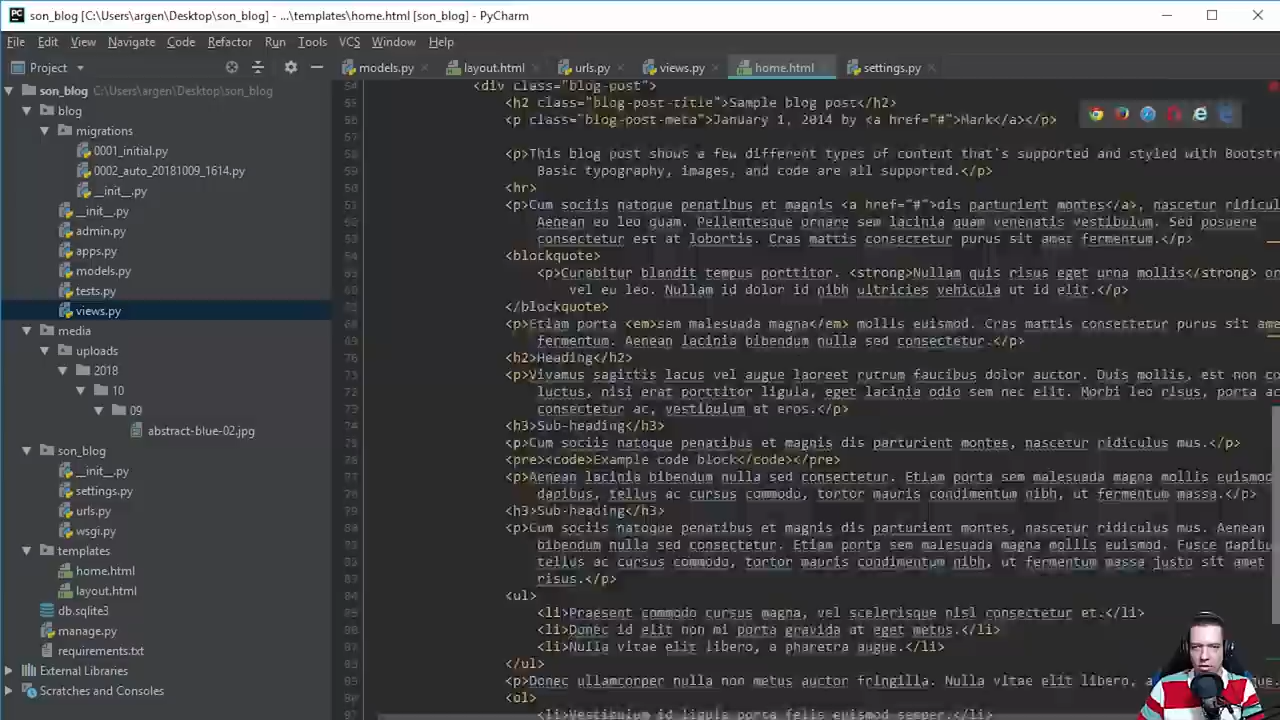 son_blog [C:\Users\argen\Desktop\son_blog] - ...\templates\home.html [son_blog] - PyCharm
File Edit View Navigate Code Refactor Run Tools VCS Window Help
Project
models.py layout.html urls.py views.py home.html settings.py
son_blog C:\Users\argen\Desktop\son_blog
blog
migrations
0001_initial.py
0002_auto_20181009_1614.py
__init__.py
__init__.py
admin.py
apps.py
models.py
tests.py
views.py
media
uploads
2018
10
09
abstract-blue-02.jpg
son_blog
__init__.py
settings.py
urls.py
wsgi.py
templates
home.html
layout.html
db.sqlite3
manage.py
requirements.txt
External Libraries
Scratches and Consoles
<div class="blog-post">
<h2 class="blog-post-title">Sample blog post</h2>
<p class="blog-post-meta">January 1, 2014 by <a href="#">Mark</a></p>
<p>This blog post shows a few different types of content that's supported and styled with Bootstr
Basic typography, images, and code are all supported.</p>
<hr>
<p>Cum sociis natoque penatibus et magnis <a href="#">dis parturient montes</a>, nascetur ridicul
Aenean eu leo quam. Pellentesque ornare sem lacinia quam venenatis vestibulum. Sed posuere
consectetur est at lobortis. Cras mattis consectetur purus sit amet fermentum.</p>
<blockquote>
<p>Curabitur blandit tempus porttitor. <strong>Nullam quis risus eget urna mollis</strong> or
vel eu leo. Nullam id dolor id nibh ultricies vehicula ut id elit.</p>
</blockquote>
<p>Etiam porta <em>sem malesuada magna</em> mollis euismod. Cras mattis consectetur purus sit ame
fermentum. Aenean lacinia bibendum nulla sed consectetur.</p>
<h2>Heading</h2>
<p>Vivamus sagittis lacus vel augue laoreet rutrum faucibus dolor auctor. Duis mollis, est non co
luctus, nisi erat porttitor ligula, eget lacinia odio sem nec elit. Morbi leo risus, porta ac
consectetur ac, vestibulum at eros.</p>
<h3>Sub-heading</h3>
<p>Cum sociis natoque penatibus et magnis dis parturient montes, nascetur ridiculus mus.</p>
<pre><code>Example code block</code></pre>
<p>Aenean lacinia bibendum nulla sed consectetur. Etiam porta sem malesuada magna mollis euismod
dapibus, tellus ac cursus commodo, tortor mauris condimentum nibh, ut fermentum massa.</p>
<h3>Sub-heading</h3>
<p>Cum sociis natoque penatibus et magnis dis parturient montes, nascetur ridiculus mus. Aenean
bibendum nulla sed consectetur. Etiam porta sem malesuada magna mollis euismod. Fusce dapibu
tellus ac cursus commodo, tortor mauris condimentum nibh, ut fermentum massa justo sit amet
risus.</p>
<ul>
<li>Praesent commodo cursus magna, vel scelerisque nisl consectetur et.</li>
<li>Donec id elit non mi porta gravida at eget metus.</li>
<li>Nulla vitae elit libero, a pharetra augue.</li>
</ul>
<p>Donec ullamcorper nulla non metus auctor fringilla. Nulla vitae elit libero, a
<ol>
<li>Vestibulum id ligula porta felis euismod semper.</li>